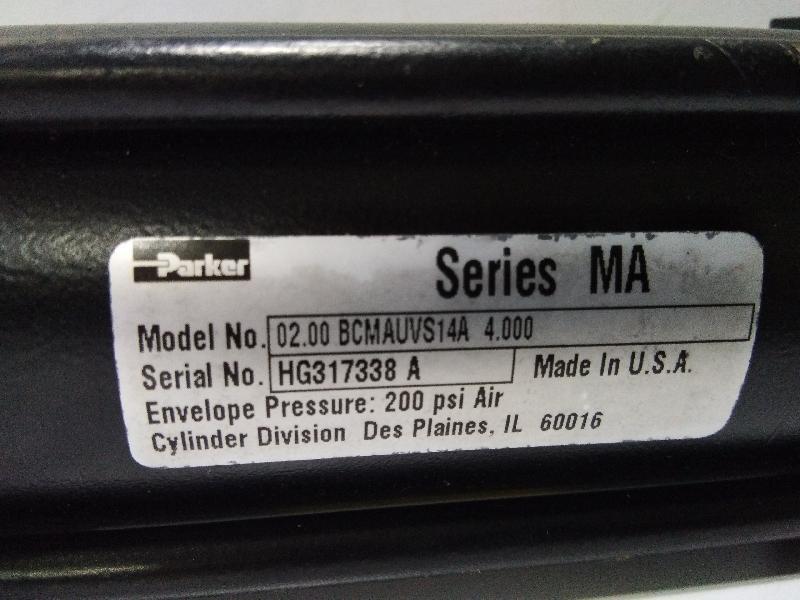 Parker
Series MA
Model No. 02.00 BCMAUVS14A 4.000
Serial No. HG317338 A Made In U.S.A.
Envelope Pressure: 200 psi Air
Cylinder Division Des Plaines, IL 60016